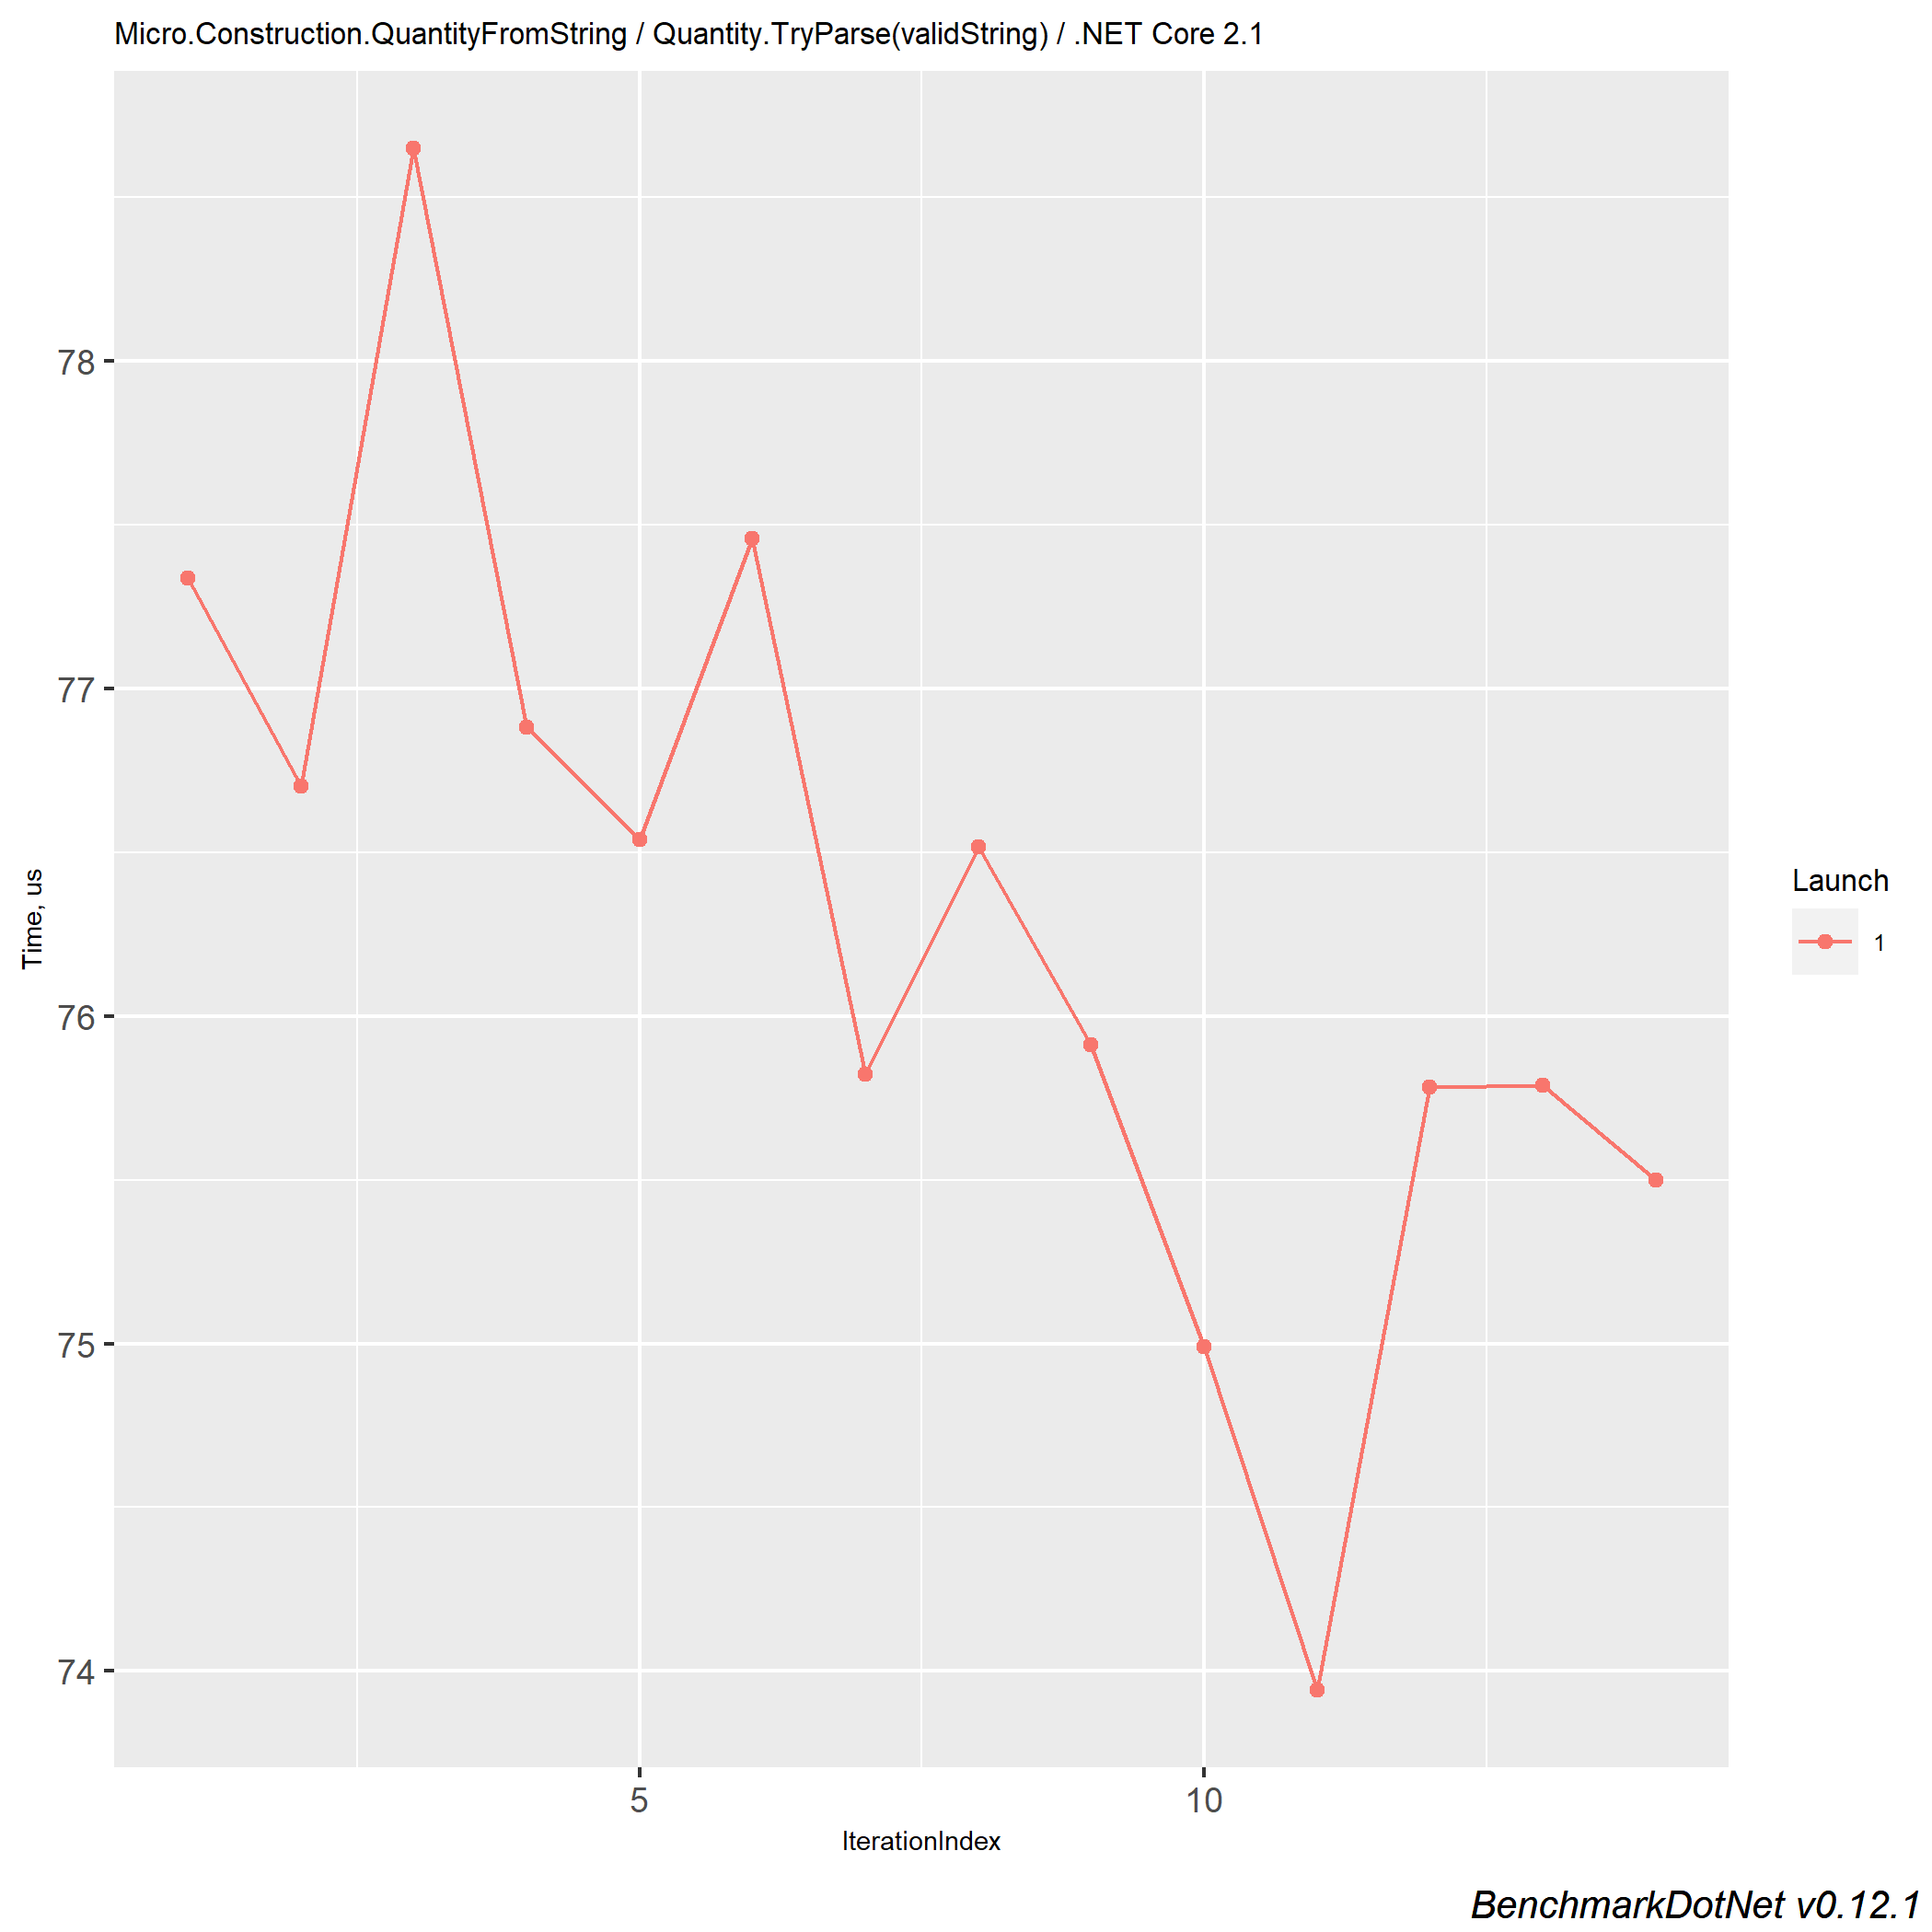 Micro.Construction.QuantityFromString / Quantity.TryParse(validString) / .NET Core 2.1
78
77
76
75
74
Time, us
5
10
IterationIndex
Launch
1
BenchmarkDotNet v0.12.1